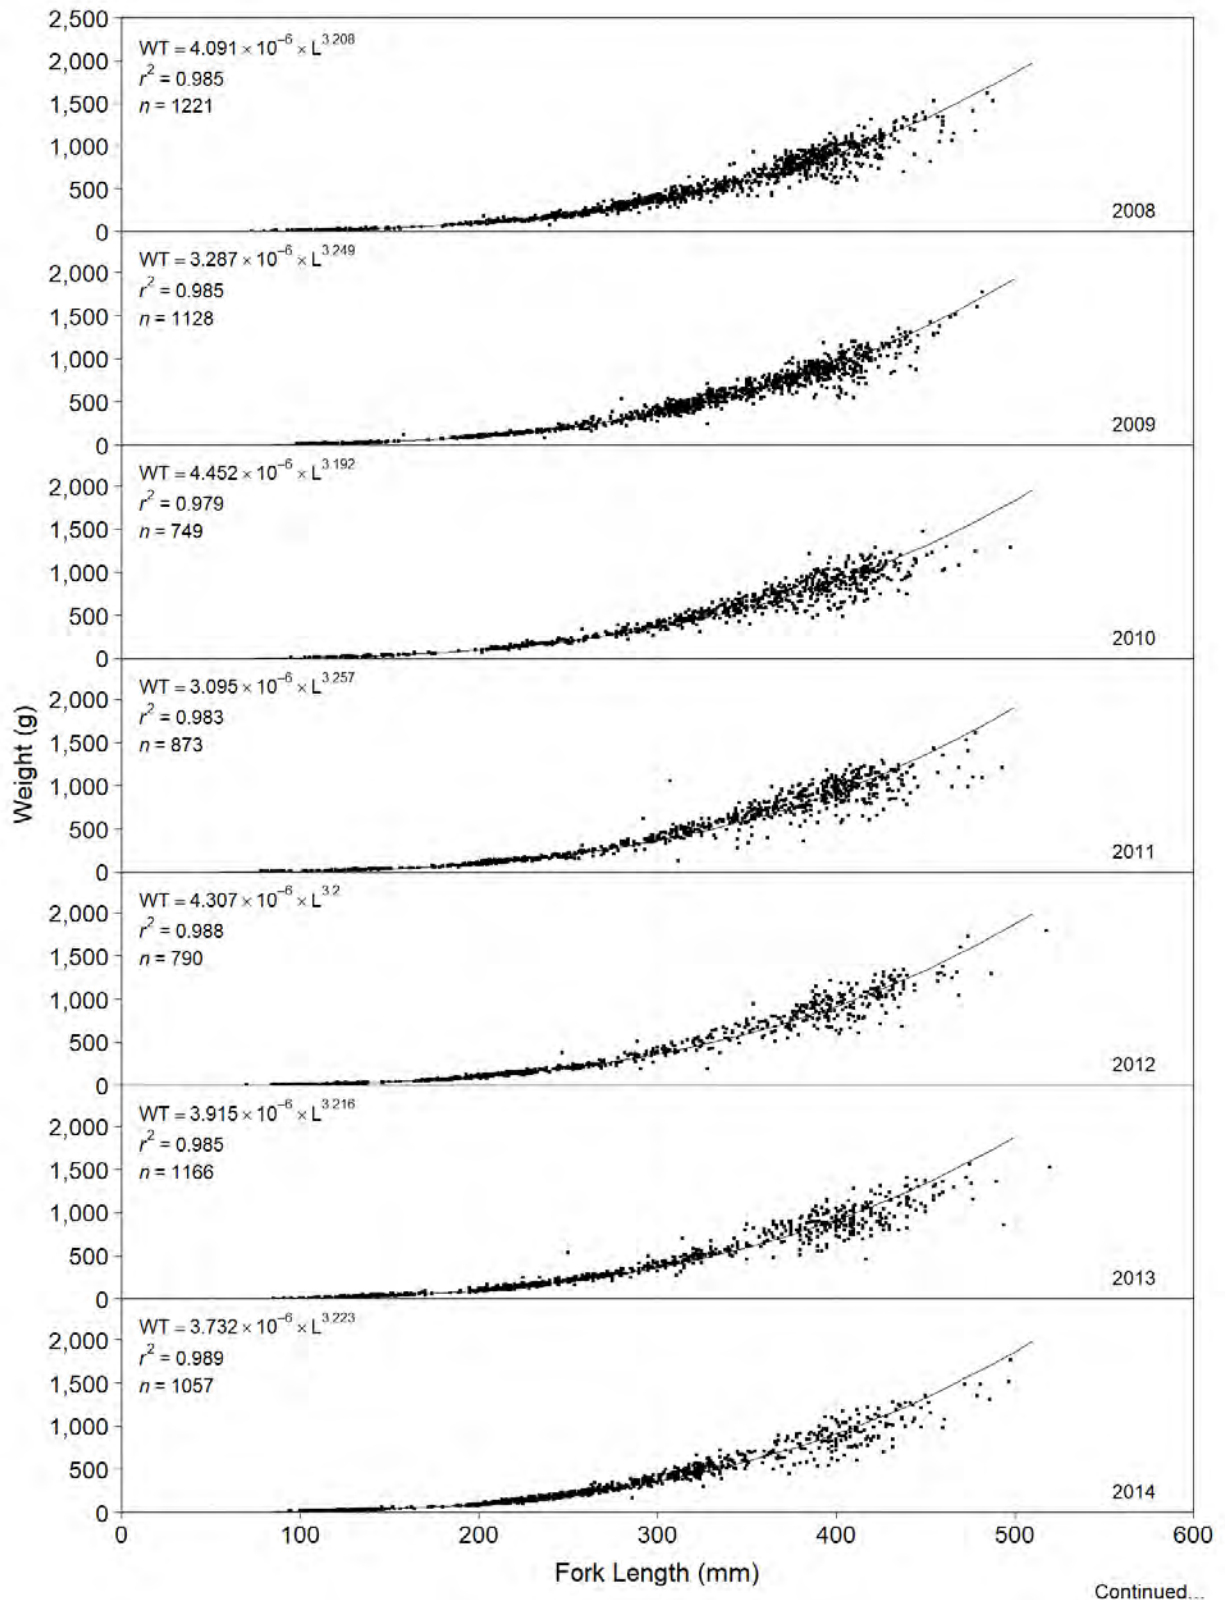 2,500
2,000
1,500
1,000
500
0
WT = 4.091 × 10⁻⁶ × L^3.208
r² = 0.985
n = 1221
2008
2,000
1,500
1,000
500
0
WT = 3.287 × 10⁻⁶ × L^3.249
r² = 0.985
n = 1128
2009
2,000
1,500
1,000
500
0
WT = 4.452 × 10⁻⁶ × L^3.192
r² = 0.979
n = 749
2010
Weight (g)
2,000
1,500
1,000
500
0
WT = 3.095 × 10⁻⁶ × L^3.257
r² = 0.983
n = 873
2011
2,000
1,500
1,000
500
0
WT = 4.307 × 10⁻⁶ × L^3.2
r² = 0.988
n = 790
2012
2,000
1,500
1,000
500
0
WT = 3.915 × 10⁻⁶ × L^3.216
r² = 0.985
n = 1166
2013
2,000
1,500
1,000
500
0
WT = 3.732 × 10⁻⁶ × L^3.223
r² = 0.989
n = 1057
2014
0 100 200 300 400 500 600
Fork Length (mm)
Continued...